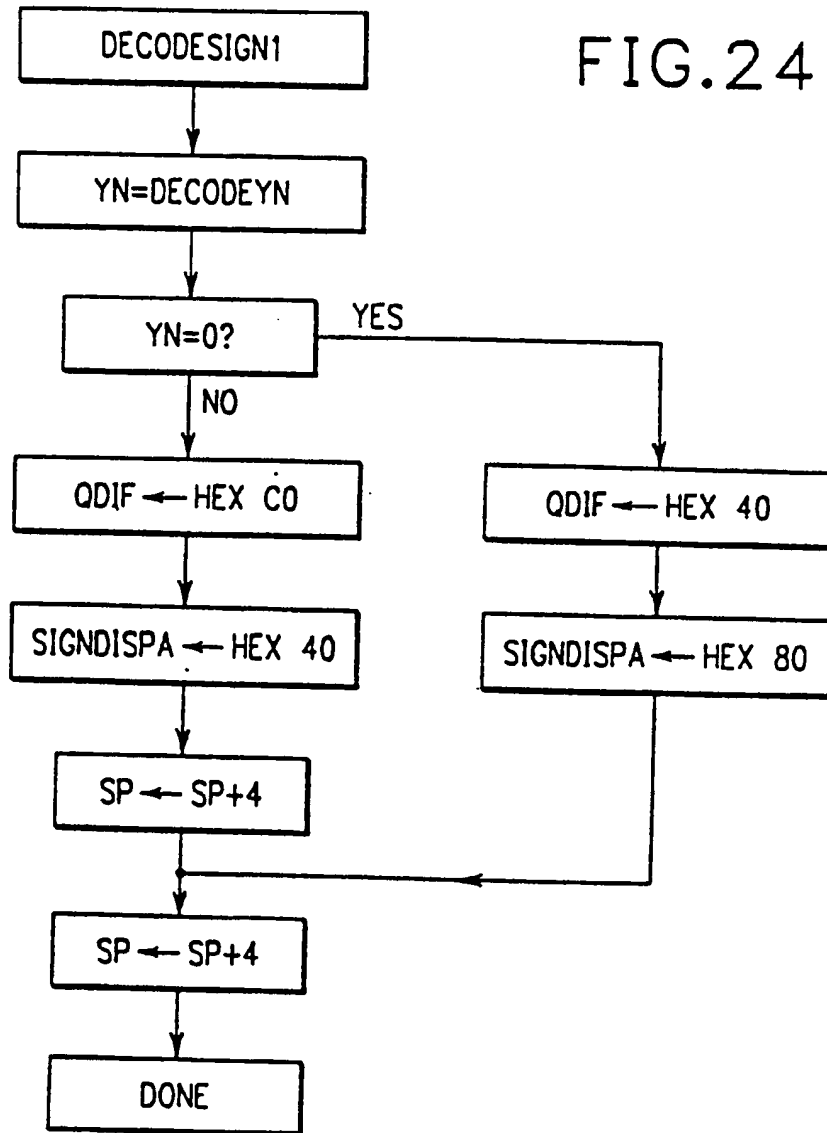 DECODESIGN1
FIG.24
YN=DECODEYN
YN=0?
YES
NO
QDIF ← HEX C0
QDIF ← HEX 40
SIGNDISPA ← HEX 40
SIGNDISPA ← HEX 80
SP ← SP+4
SP ← SP+4
DONE